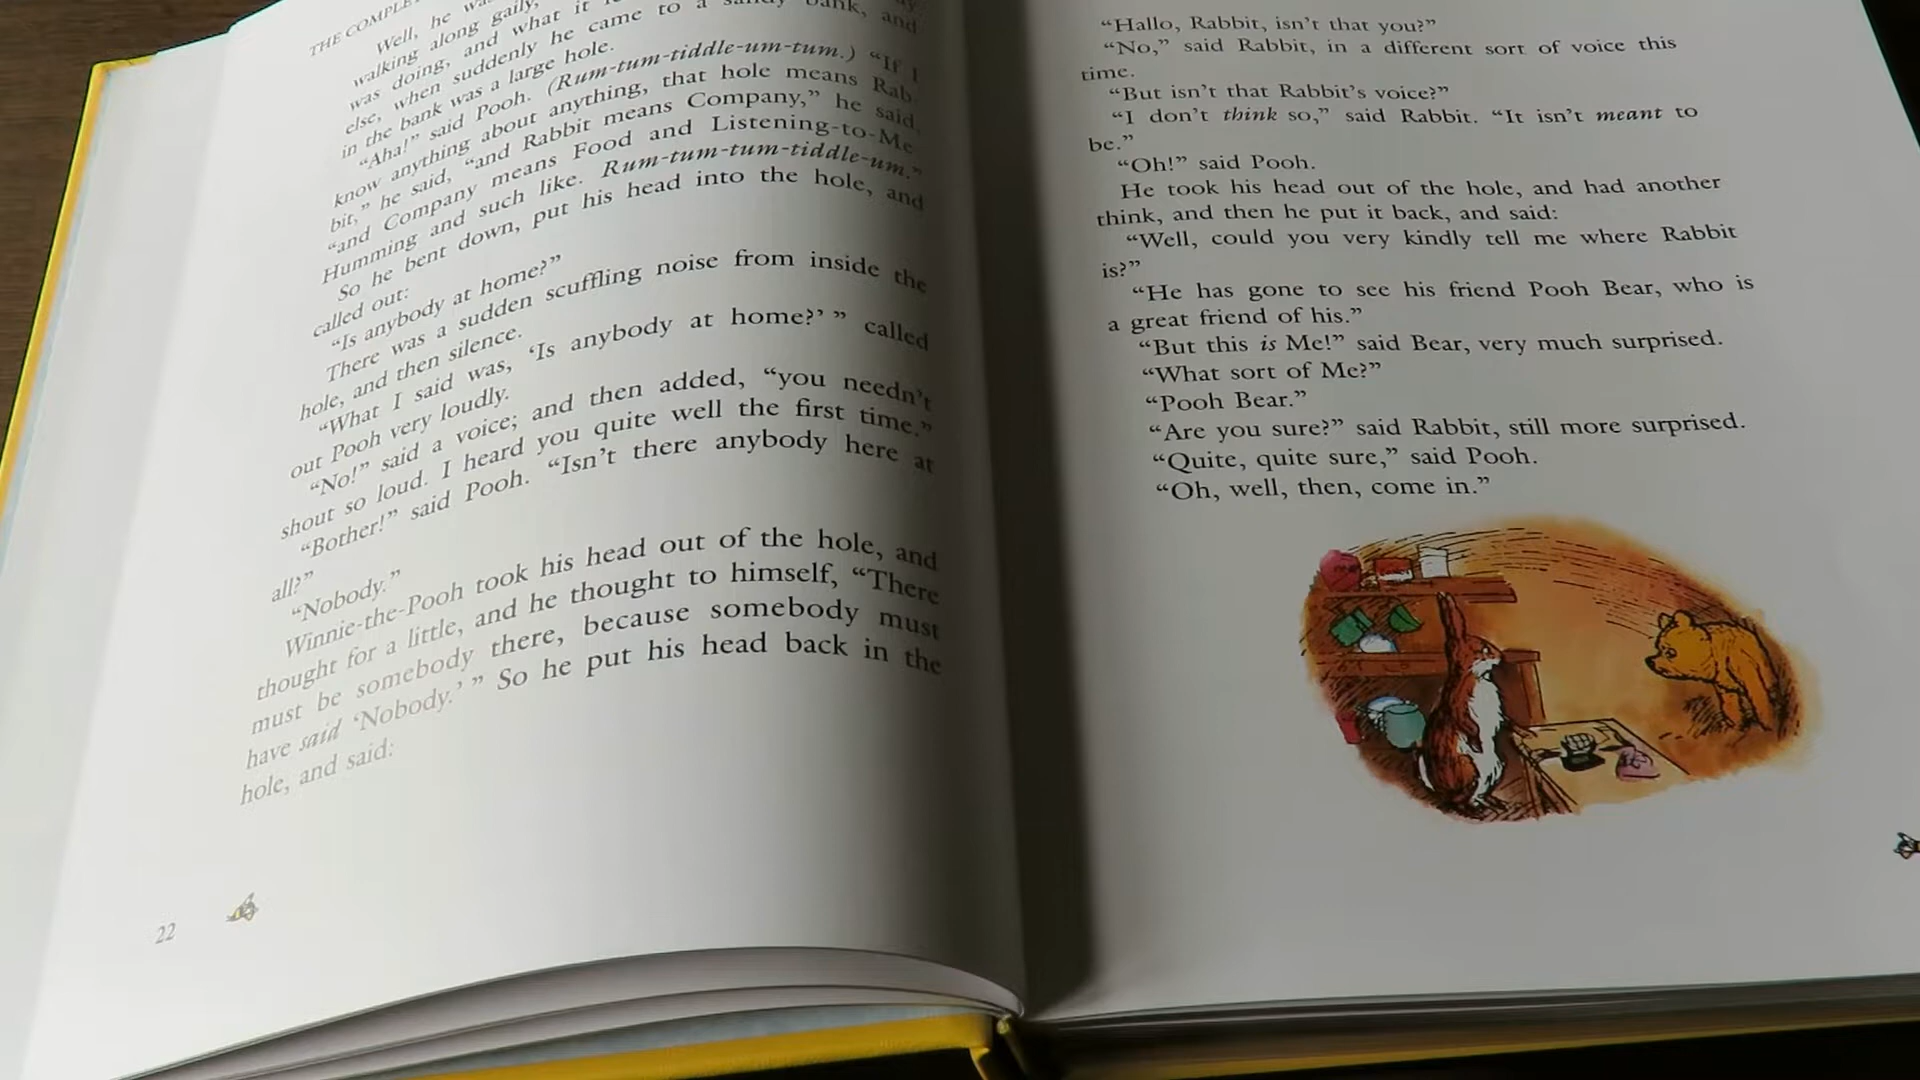 THE COMPLE
Well, he wa
walking along gaily,
was doing, and what it
else, when suddenly he came to a sandy bank, and
in the bank was a large hole.
“Aha!” said Pooh. (Rum-tum-tiddle-um-tum.) “If I
know anything about anything, that hole means Rab-
bit,” he said, “and Rabbit means Company,” he said,
“and Company means Food and Listening-to-Me-
Humming and such like. Rum-tum-tum-tiddle-um.”
So he bent down, put his head into the hole, and
called out:
“Is anybody at home?”
There was a sudden scuffling noise from inside the
hole, and then silence.
“What I said was, ‘Is anybody at home?’ ” called
out Pooh very loudly.
“No!” said a voice; and then added, “you needn’t
shout so loud. I heard you quite well the first time.”
“Bother!” said Pooh. “Isn’t there anybody here at
all?”
“Nobody.”
Winnie-the-Pooh took his head out of the hole, and
thought for a little, and he thought to himself, “There
must be somebody there, because somebody must
have said ‘Nobody.’ ” So he put his head back in the
hole, and said:
22
“Hallo, Rabbit, isn’t that you?”
“No,” said Rabbit, in a different sort of voice this
time.
“But isn’t that Rabbit’s voice?”
“I don’t think so,” said Rabbit. “It isn’t meant to
be.”
“Oh!” said Pooh.
He took his head out of the hole, and had another
think, and then he put it back, and said:
“Well, could you very kindly tell me where Rabbit
is?”
“He has gone to see his friend Pooh Bear, who is
a great friend of his.”
“But this is Me!” said Bear, very much surprised.
“What sort of Me?”
“Pooh Bear.”
“Are you sure?” said Rabbit, still more surprised.
“Quite, quite sure,” said Pooh.
“Oh, well, then, come in.”